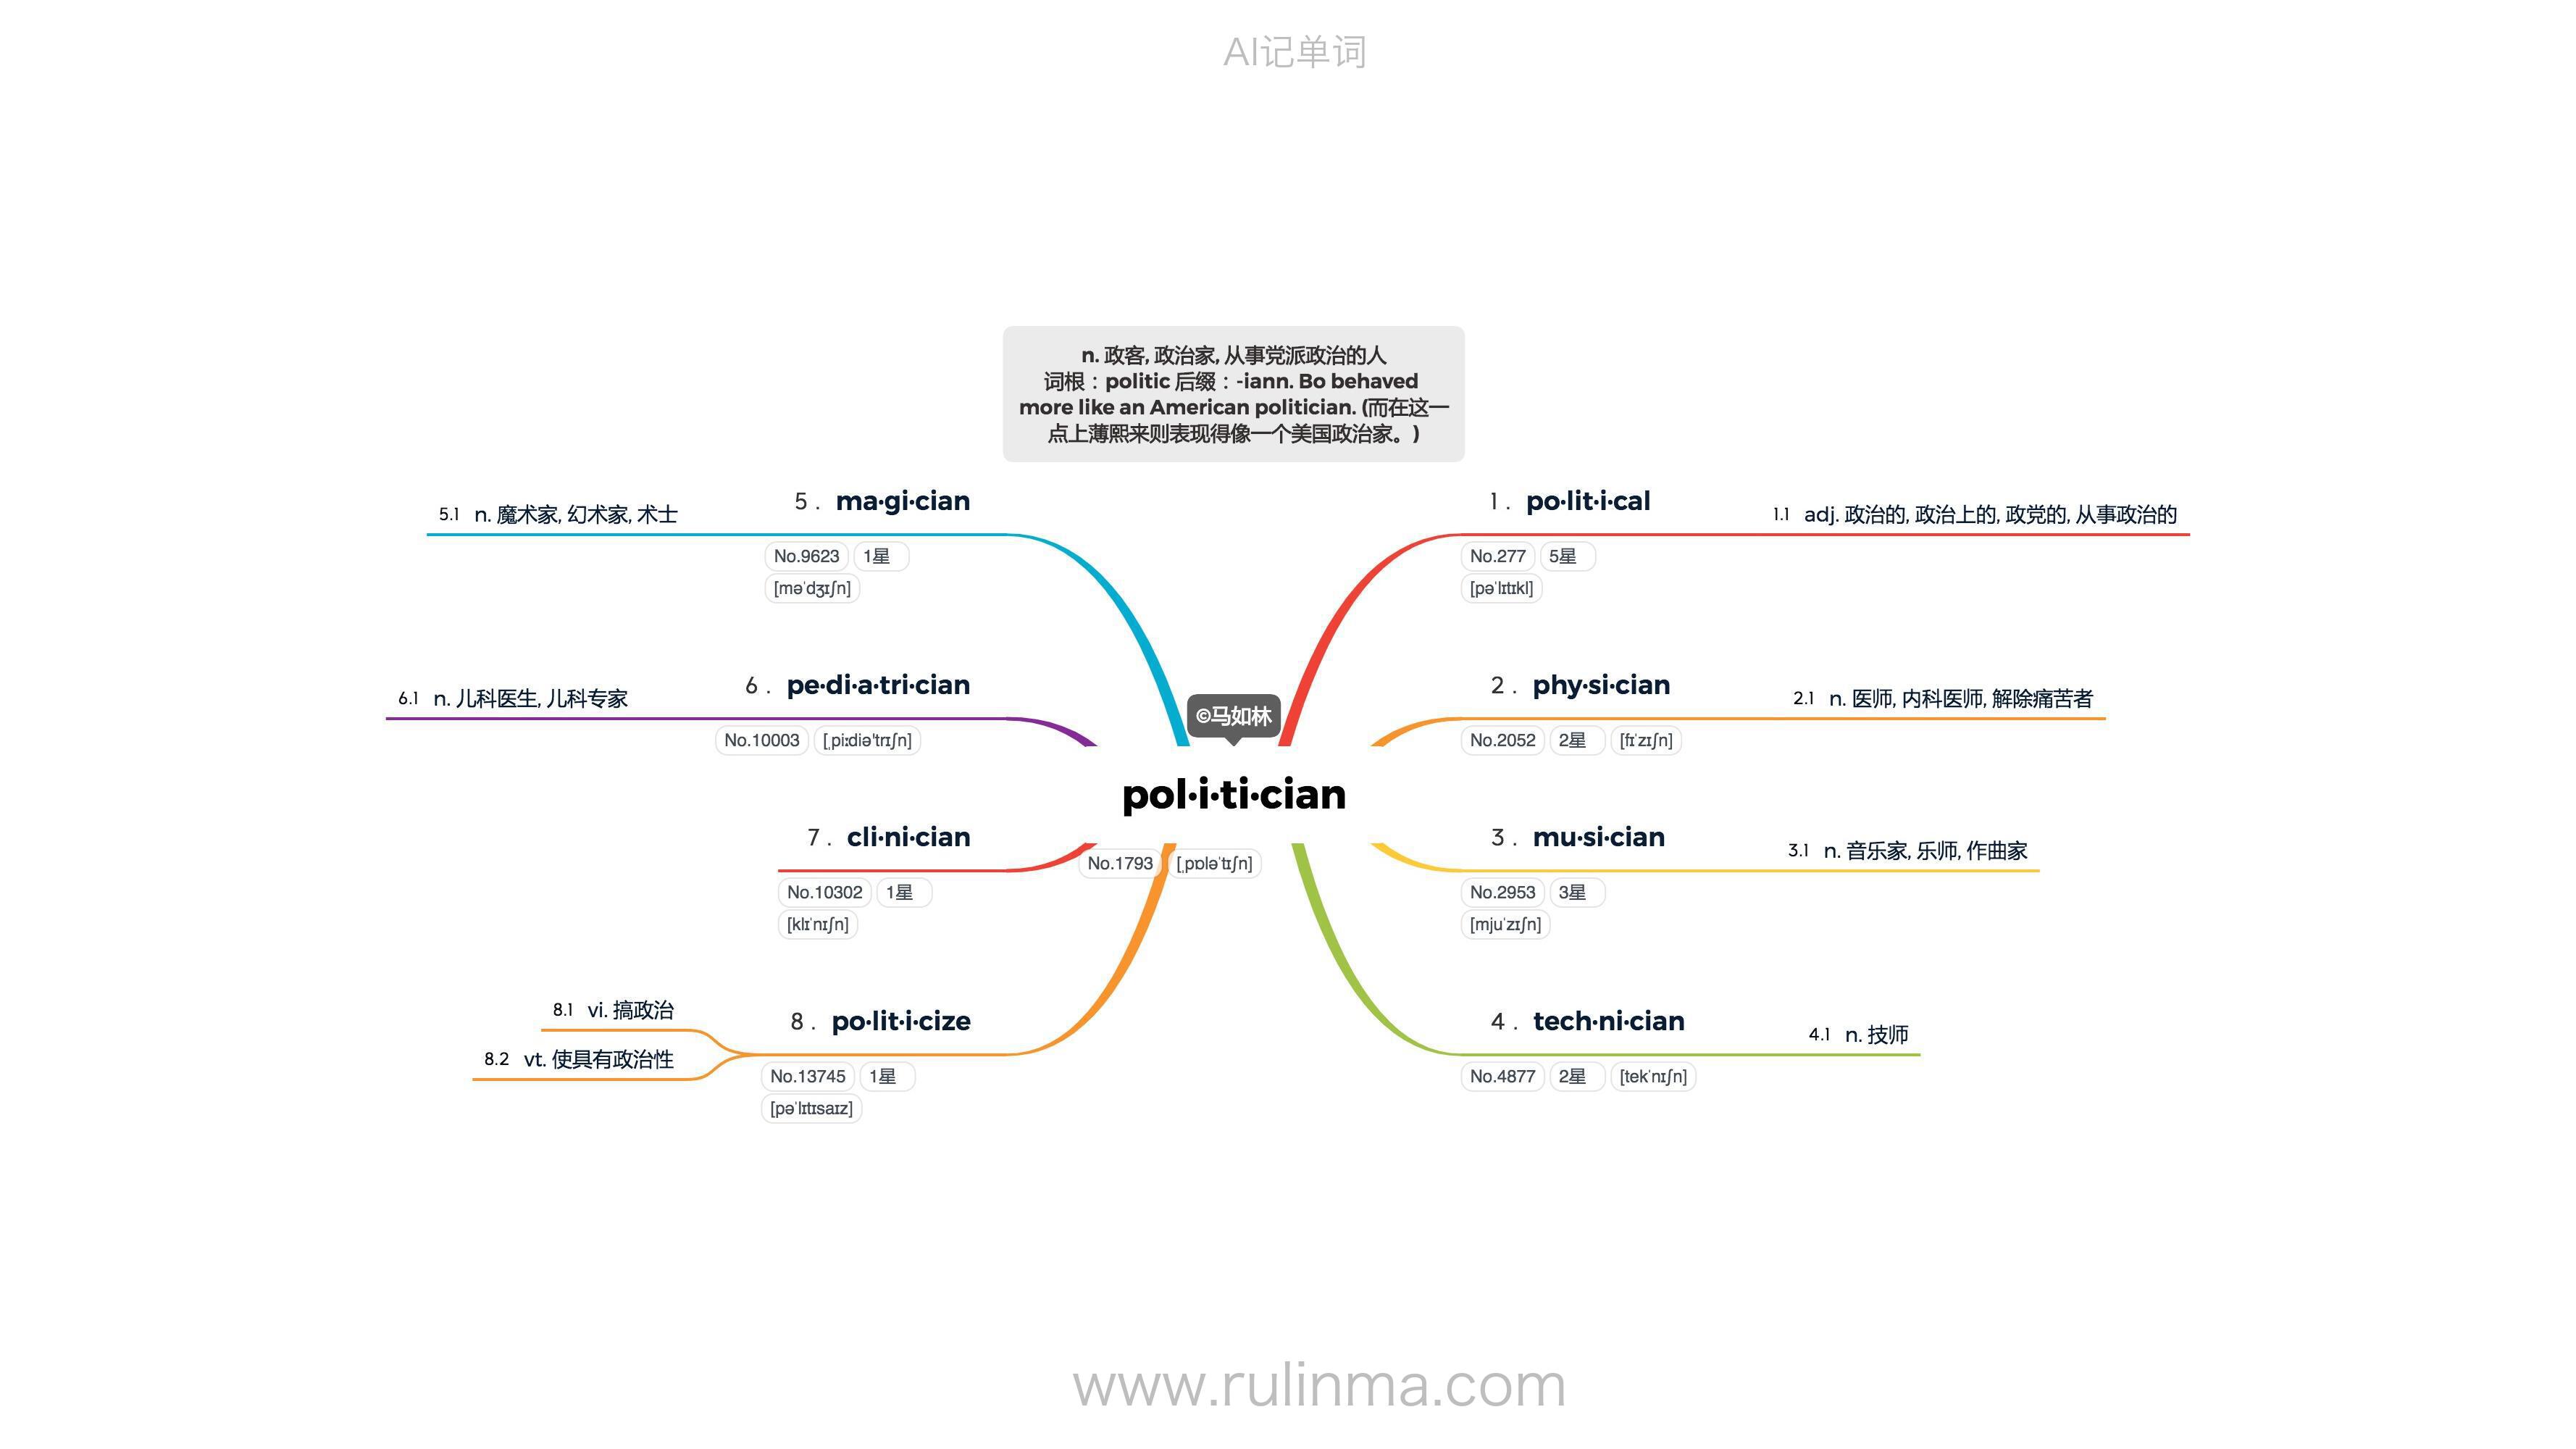 AI记单词
n. 政客, 政治家, 从事党派政治的人
词根：politic 后缀：-iann. Bo behaved
more like an American politician. (而在这一
点上薄熙来则表现得像一个美国政治家。)
©马如林
pol·i·ti·cian
No.1793 [ˌpɒləˈtɪʃn]
1. po·lit·i·cal
No.277 5星
[pəˈlɪtɪkl]
1.1 adj. 政治的, 政治上的, 政党的, 从事政治的
2. phy·si·cian
No.2052 2星 [fɪˈzɪʃn]
2.1 n. 医师, 内科医师, 解除痛苦者
3. mu·si·cian
No.2953 3星
[mjuˈzɪʃn]
3.1 n. 音乐家, 乐师, 作曲家
4. tech·ni·cian
No.4877 2星 [tekˈnɪʃn]
4.1 n. 技师
5. ma·gi·cian
No.9623 1星
[məˈdʒɪʃn]
5.1 n. 魔术家, 幻术家, 术士
6. pe·di·a·tri·cian
No.10003 [ˌpiːdiə'trɪʃn]
6.1 n. 儿科医生, 儿科专家
7. cli·ni·cian
No.10302 1星
[klɪˈnɪʃn]
8. po·lit·i·cize
No.13745 1星
[pəˈlɪtɪsaɪz]
8.1 vi. 搞政治
8.2 vt. 使具有政治性
www.rulinma.com